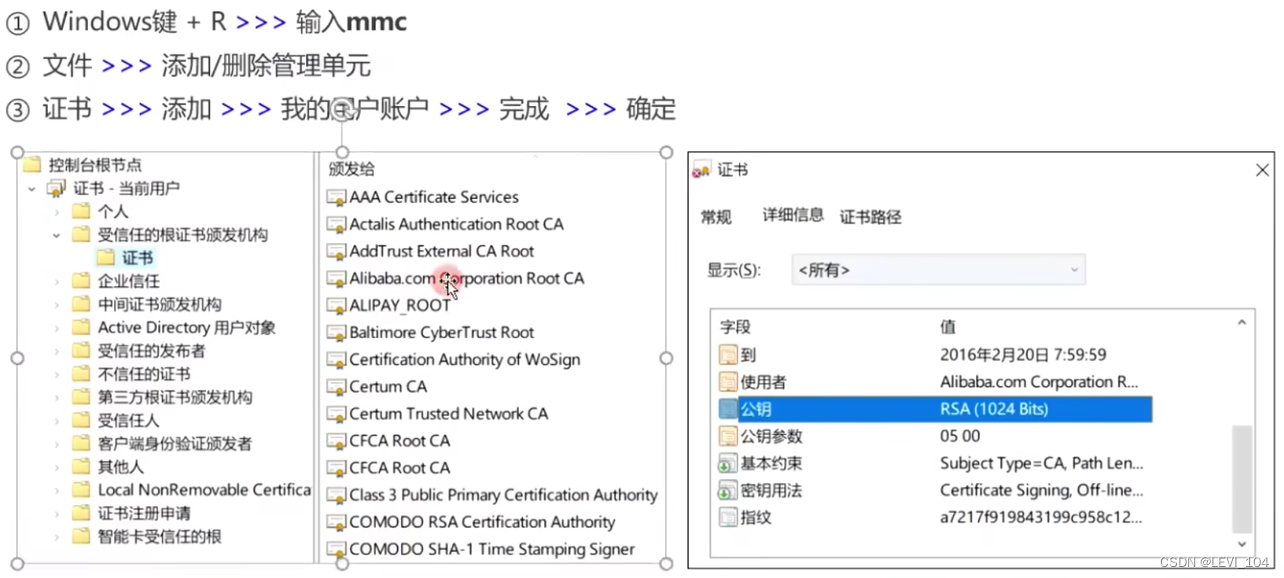 ① Windows键 + R >>> 输入mmc
② 文件 >>> 添加/删除管理单元
③ 证书 >>> 添加 >>> 我的用户账户 >>> 完成 >>> 确定
控制台根节点
证书 - 当前用户
个人
受信任的根证书颁发机构
证书
企业信任
中间证书颁发机构
Active Directory 用户对象
受信任的发布者
不信任的证书
第三方根证书颁发机构
受信任人
客户端身份验证颁发者
其他人
Local NonRemovable Certifica
证书注册申请
智能卡受信任的根
颁发给
AAA Certificate Services
Actalis Authentication Root CA
AddTrust External CA Root
Alibaba.com Corporation Root CA
ALIPAY_ROOT
Baltimore CyberTrust Root
Certification Authority of WoSign
Certum CA
Certum Trusted Network CA
CFCA Root CA
CFCA Root CA
Class 3 Public Primary Certification Authority
COMODO RSA Certification Authority
COMODO SHA-1 Time Stamping Signer
证书
常规 详细信息 证书路径
显示(S): <所有>
字段 值
到 2016年2月20日 7:59:59
使用者 Alibaba.com Corporation R...
公钥 RSA (1024 Bits)
公钥参数 05 00
基本约束 Subject Type=CA, Path Len...
密钥用法 Certificate Signing, Off-line...
指纹 a7217f919843199c958c12...
CSDN @LEVI_104